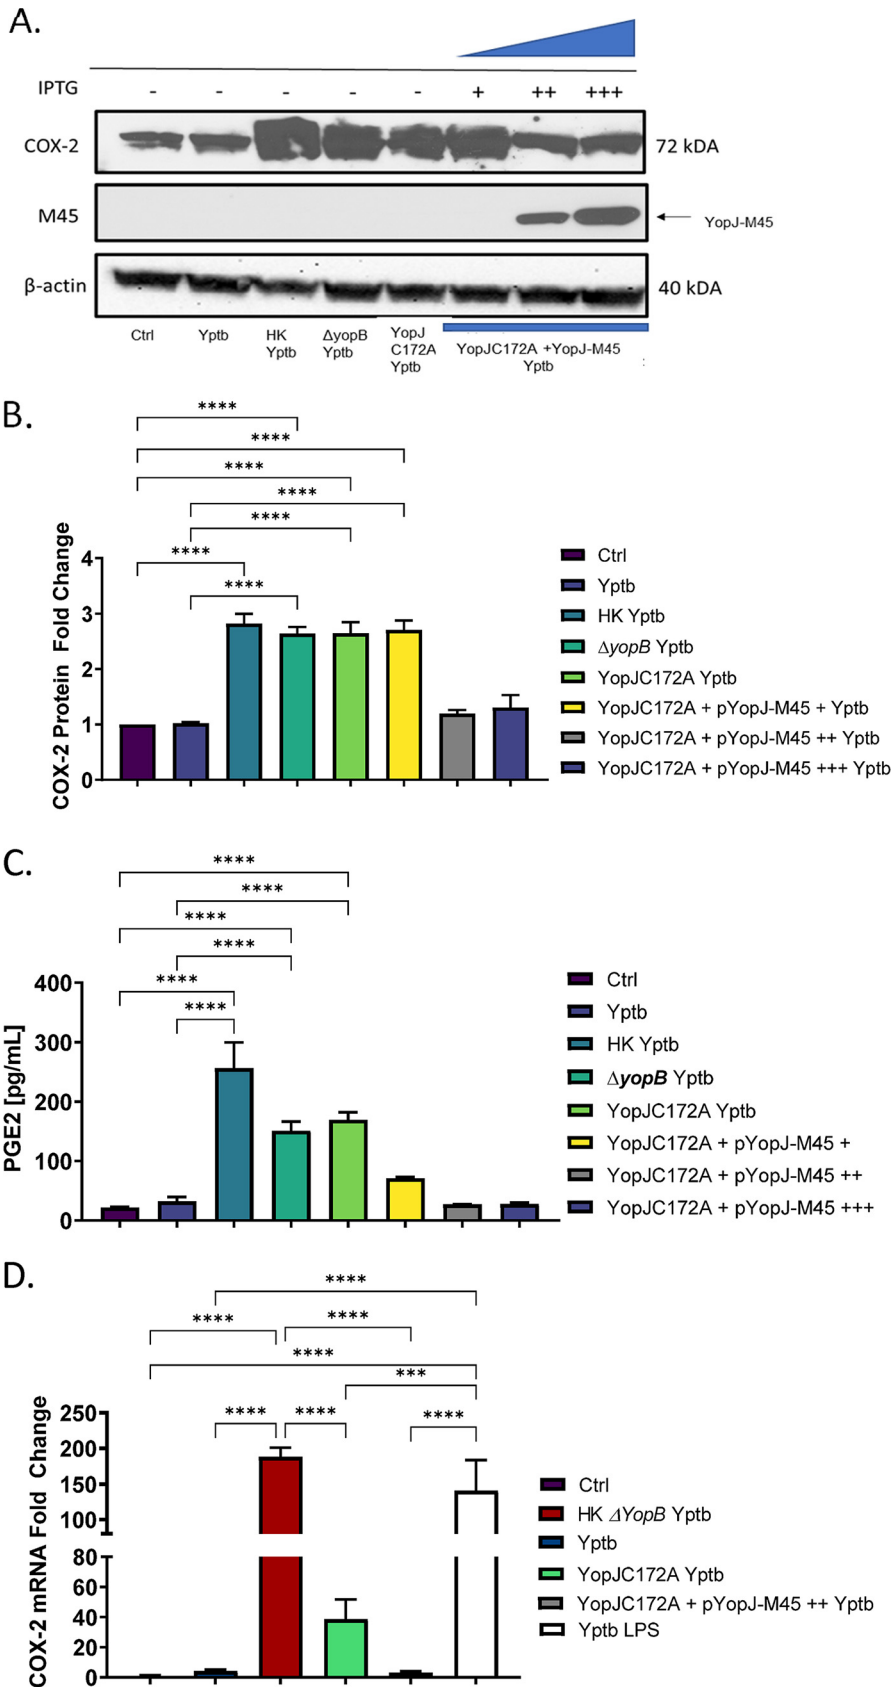 A.
IPTG - - - - - + ++ +++
COX-2 72 kDA
M45 YopJ-M45
β-actin 40 kDA
Ctrl Yptb HK Yptb ΔyopB Yptb YopJ C172A Yptb YopJC172A +YopJ-M45 Yptb :
B.
****
****
****
****
****
****
****
COX-2 Protein Fold Change
4
3
2
1
0
Ctrl
Yptb
HK Yptb
ΔyopB Yptb
YopJC172A Yptb
YopJC172A + pYopJ-M45 + Yptb
YopJC172A + pYopJ-M45 ++ Yptb
YopJC172A + pYopJ-M45 +++ Yptb
C.
****
****
****
****
****
****
PGE2 [pg/mL]
400
300
200
100
0
Ctrl
Yptb
HK Yptb
ΔyopB Yptb
YopJC172A Yptb
YopJC172A + pYopJ-M45 +
YopJC172A + pYopJ-M45 ++
YopJC172A + pYopJ-M45 +++
D.
****
**** ****
****
***
**** **** ****
COX-2 mRNA Fold Change
250
200
150
100
80
60
40
20
0
Ctrl
HK ΔYopB Yptb
Yptb
YopJC172A Yptb
YopJC172A + pYopJ-M45 ++ Yptb
Yptb LPS